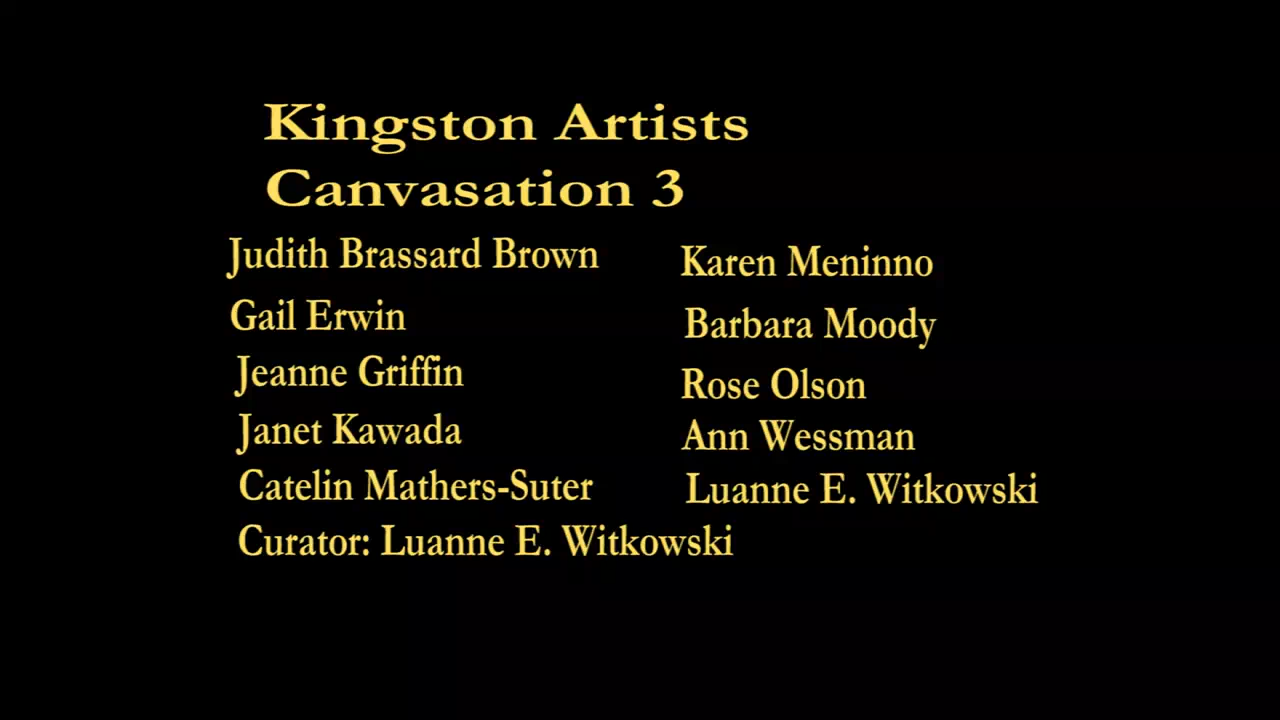 Kingston Artists
Canvasation 3
Judith Brassard Brown
Gail Erwin
Jeanne Griffin
Janet Kawada
Catelin Mathers-Suter
Karen Meninno
Barbara Moody
Rose Olson
Ann Wessman
Luanne E. Witkowski
Curator: Luanne E. Witkowski